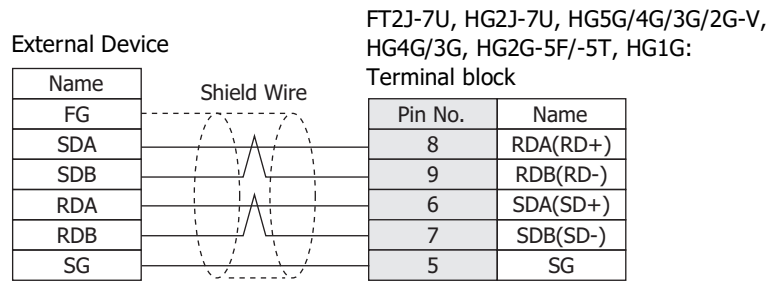 FT2J-7U, HG2J-7U, HG5G/4G/3G/2G-V,
HG4G/3G, HG2G-5F/-5T, HG1G:
Terminal block
External Device
Name
Shield Wire
Pin No. Name
FG
SDA 8 RDA(RD+)
SDB 9 RDB(RD-)
RDA 6 SDA(SD+)
RDB 7 SDB(SD-)
SG 5 SG